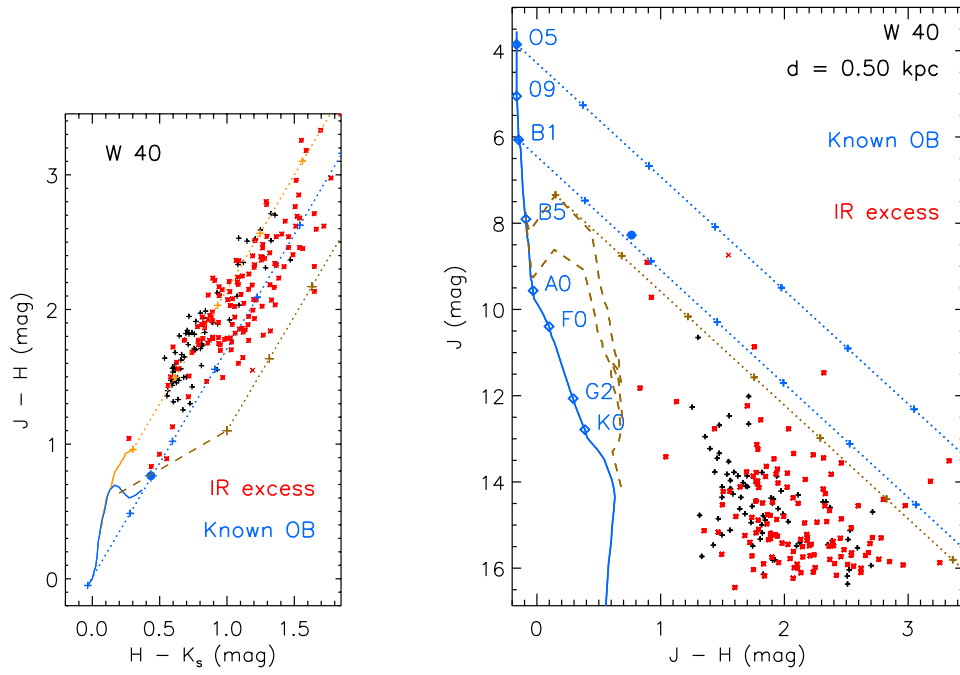 W 40
IR excess
Known OB
3
2
1
0
J – H (mag)
0.0 0.5 1.0 1.5
H – Ks (mag)
W 40
d = 0.50 kpc
Known OB
IR excess
O5
O9
B1
B5
A0
F0
G2
K0
4
6
8
10
12
14
16
J (mag)
0 1 2 3
J – H (mag)